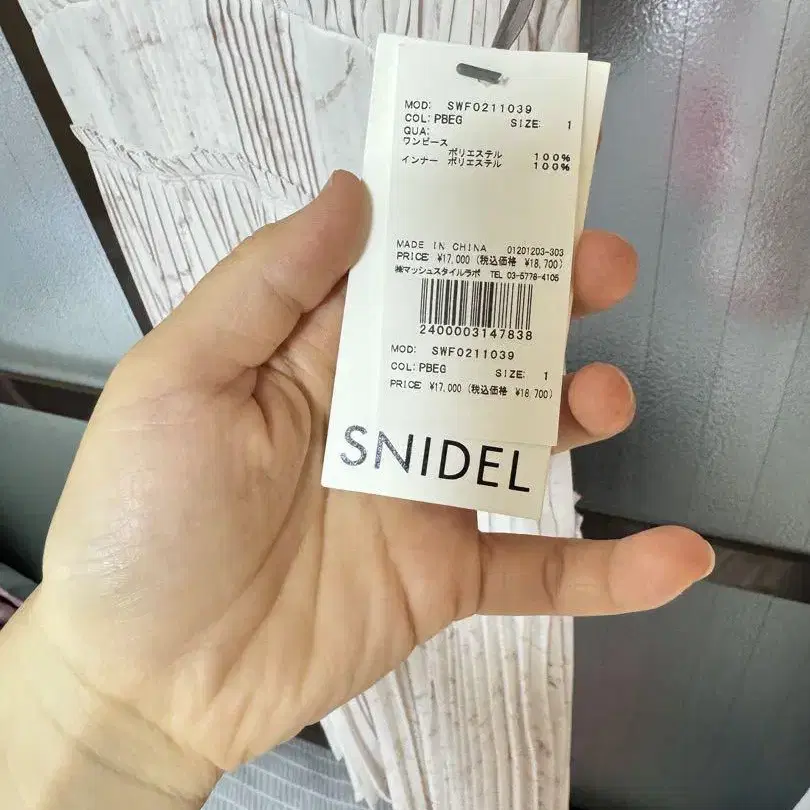 MOD: SWF0211039
COL: PBEG SIZE: 1
QUA:
ワンピース
ポリエステル 100%
インナー ポリエステル 100%
MADE IN CHINA 01201203-303
PRICE ¥17,000 (税込価格 ¥18,700)
㈱マッシュスタイルラボ TEL 03-5778-4105
2400003147838
MOD: SWF0211039
COL: PBEG SIZE: 1
PRICE ¥17,000 (税込価格 ¥18,700)
SNIDEL